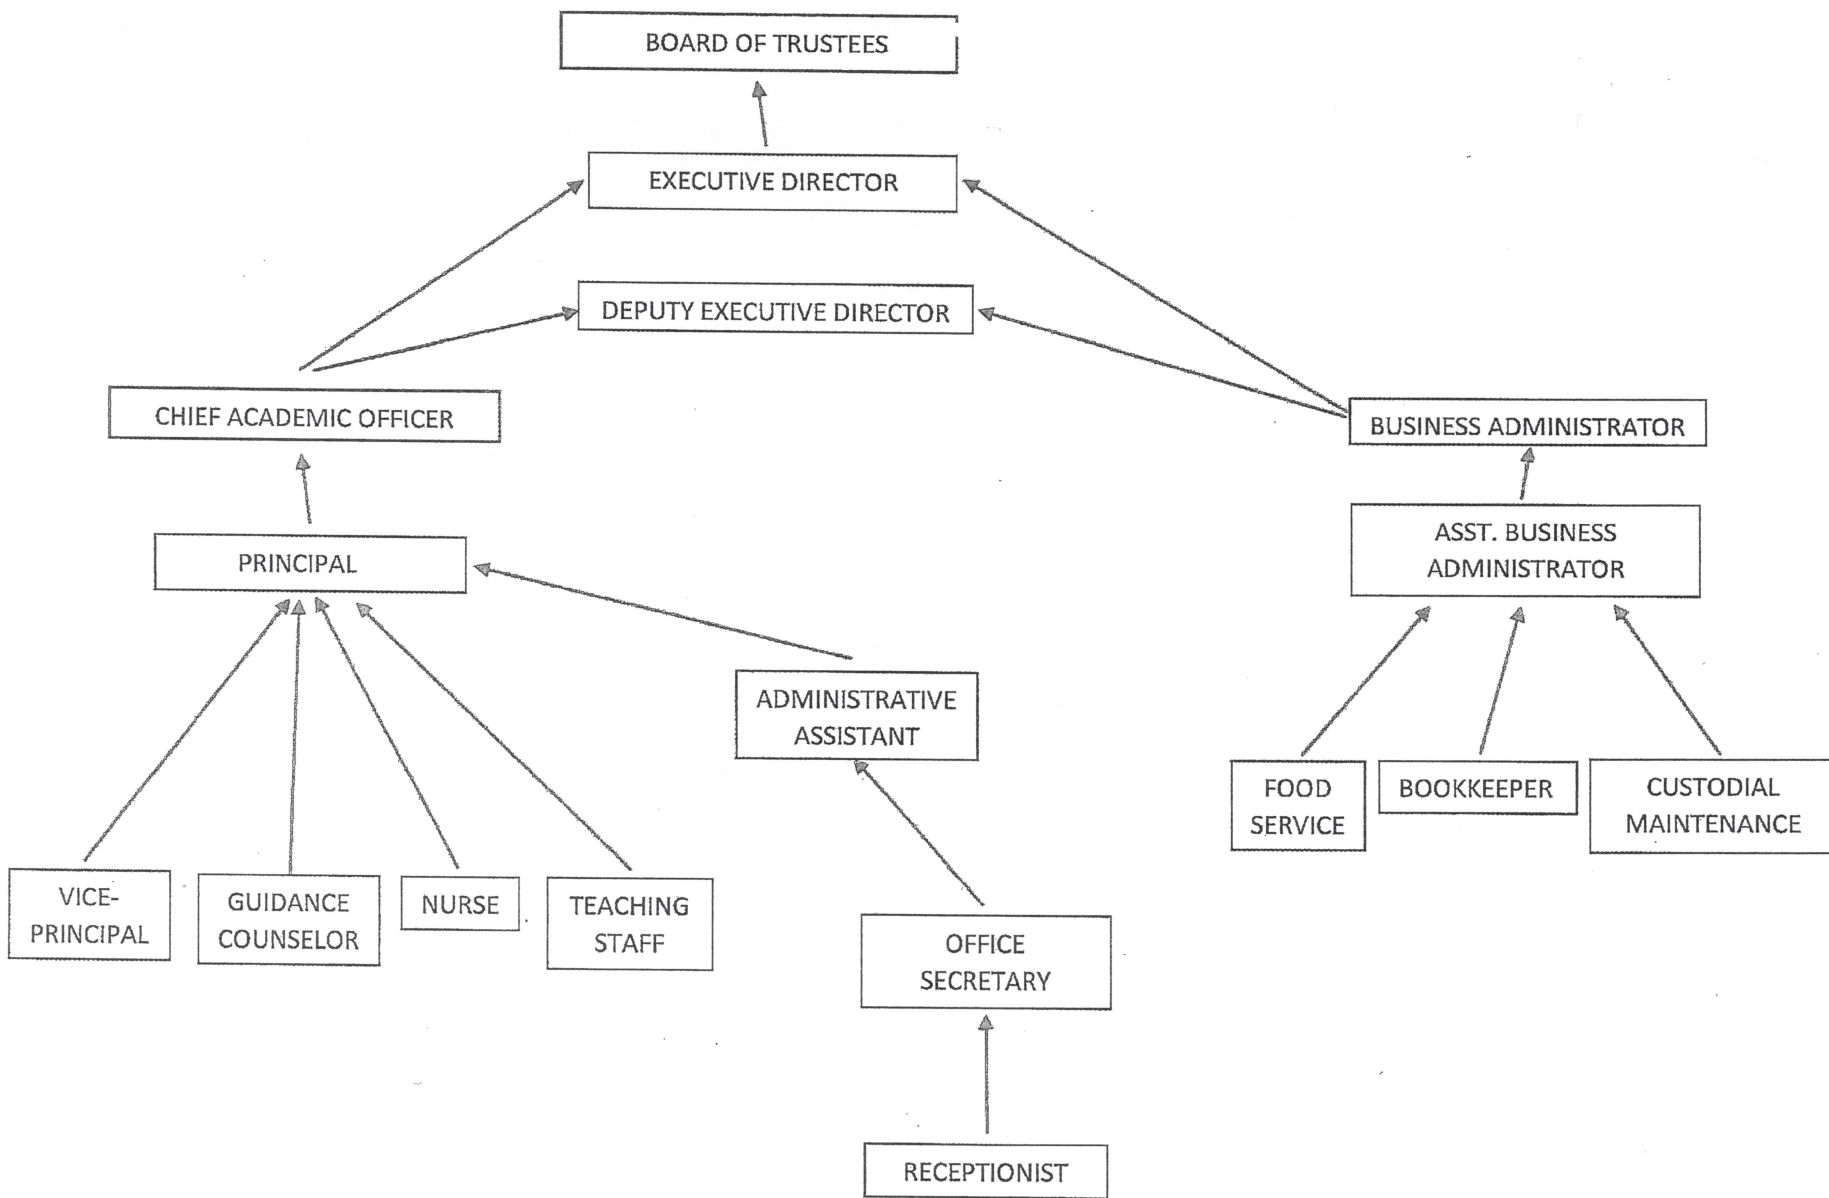 BOARD OF TRUSTEES
EXECUTIVE DIRECTOR
DEPUTY EXECUTIVE DIRECTOR
CHIEF ACADEMIC OFFICER
BUSINESS ADMINISTRATOR
PRINCIPAL
ASST. BUSINESS
ADMINISTRATOR
ADMINISTRATIVE
ASSISTANT
FOOD
SERVICE
BOOKKEEPER
CUSTODIAL
MAINTENANCE
VICE-
PRINCIPAL
GUIDANCE
COUNSELOR
NURSE
TEACHING
STAFF
OFFICE
SECRETARY
RECEPTIONIST